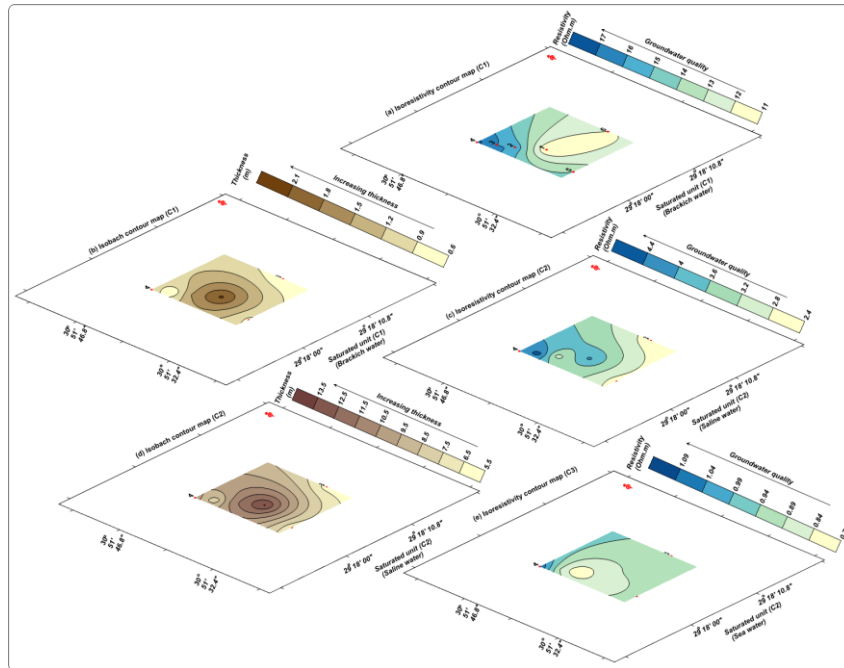 Resistivity
(Ohm.m)
17
16
15
14
13
12
11
Groundwater quality
(a) Isoresistivity contour map (C1)
30° 51' 46.8"
30° 51' 32.4"
29° 18' 00"
29° 18' 10.8"
Saturated unit (C1)
(Brackich water)
Thickness
(m)
2.1
1.8
1.5
1.2
0.9
0.6
Increasing thickness
(b) Isobach contour map (C1)
4
30° 51' 46.8"
30° 51' 32.4"
29° 18' 00"
29° 18' 10.8"
Saturated unit (C1)
(Brackich water)
Resistivity
(Ohm.m)
4.4
4
3.6
3.2
2.8
2.4
Groundwater quality
(c) Isoresistivity contour map (C2)
30° 51' 46.8"
30° 51' 32.4"
29° 18' 00"
29° 18' 10.8"
Saturated unit (C2)
(Saline water)
Thickness
(m)
13.5
12.5
11.5
10.5
9.5
8.5
7.5
6.5
5.5
Increasing thickness
(d) Isobach contour map (C2)
4
30° 51' 46.8"
30° 51' 32.4"
29° 18' 00"
29° 18' 10.8"
Saturated unit (C2)
(Saline water)
Resistivity
(Ohm.m)
1.09
1.04
0.99
0.94
0.89
0.84
Groundwater quality
(e) Isoresistivity contour map (C3)
4
30° 51' 46.8"
30° 51' 32.4"
29° 18' 00"
29° 18' 10.8"
Saturated unit (C2)
(Sea water)